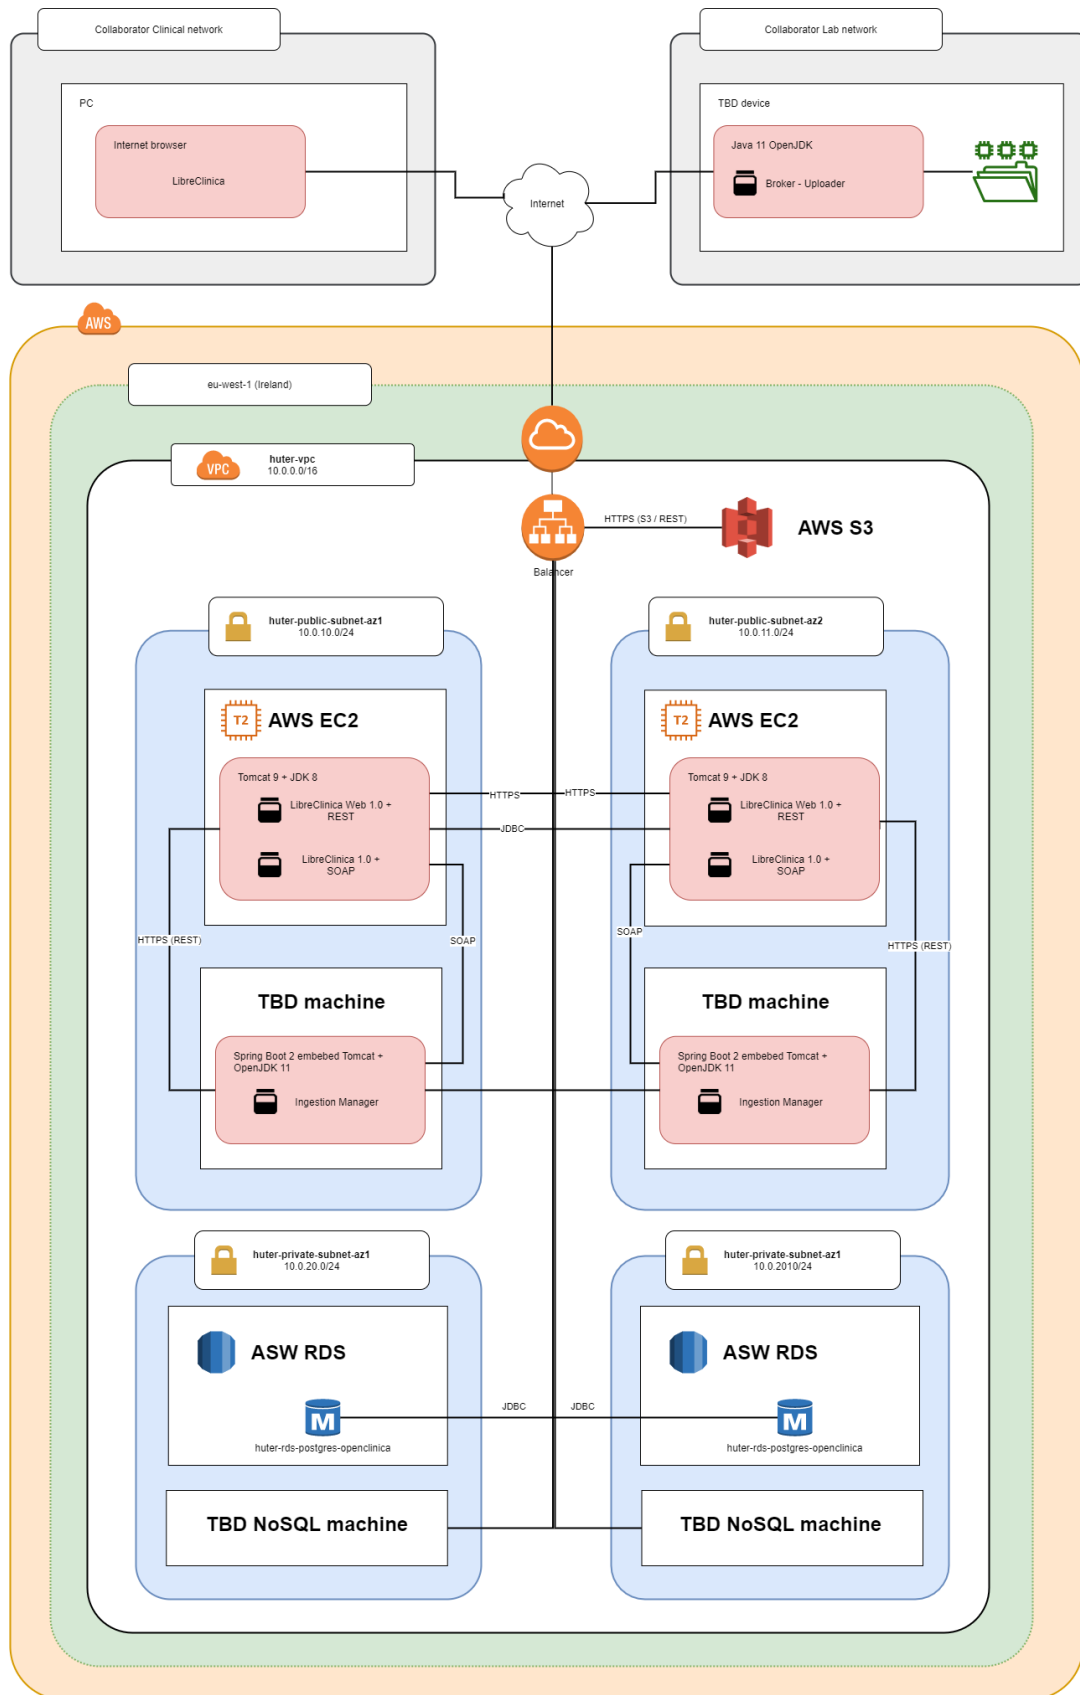 Collaborator Clinical network
Collaborator Lab network
PC
Internet browser
LibreClinica
Internet
TBD device
Java 11 OpenJDK
Broker - Uploader
AWS
eu-west-1 (Ireland)
VPC
huter-vpc
10.0.0.0/16
HTTPS (S3 / REST)
AWS S3
Balancer
huter-public-subnet-az1
10.0.10.0/24
huter-public-subnet-az2
10.0.11.0/24
T2
AWS EC2
T2
AWS EC2
Tomcat 9 + JDK 8
LibreClinica Web 1.0 +
REST
LibreClinica 1.0 +
SOAP
HTTPS
HTTPS
JDBC
Tomcat 9 + JDK 8
LibreClinica Web 1.0 +
REST
LibreClinica 1.0 +
SOAP
HTTPS (REST)
SOAP
SOAP
HTTPS (REST)
TBD machine
Spring Boot 2 embebed Tomcat +
OpenJDK 11
Ingestion Manager
TBD machine
Spring Boot 2 embebed Tomcat +
OpenJDK 11
Ingestion Manager
huter-private-subnet-az1
10.0.20.0/24
huter-private-subnet-az1
10.0.2010/24
ASW RDS
ASW RDS
M
JDBC
JDBC
M
huter-rds-postgres-openclinica
huter-rds-postgres-openclinica
TBD NoSQL machine
TBD NoSQL machine